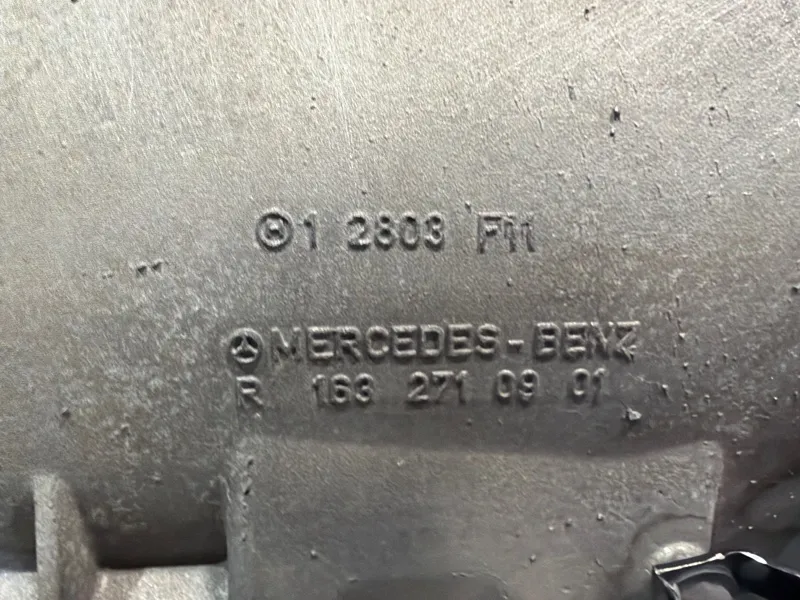 1 2803 F11
MERCEDES-BENZ
R 163 271 09 01